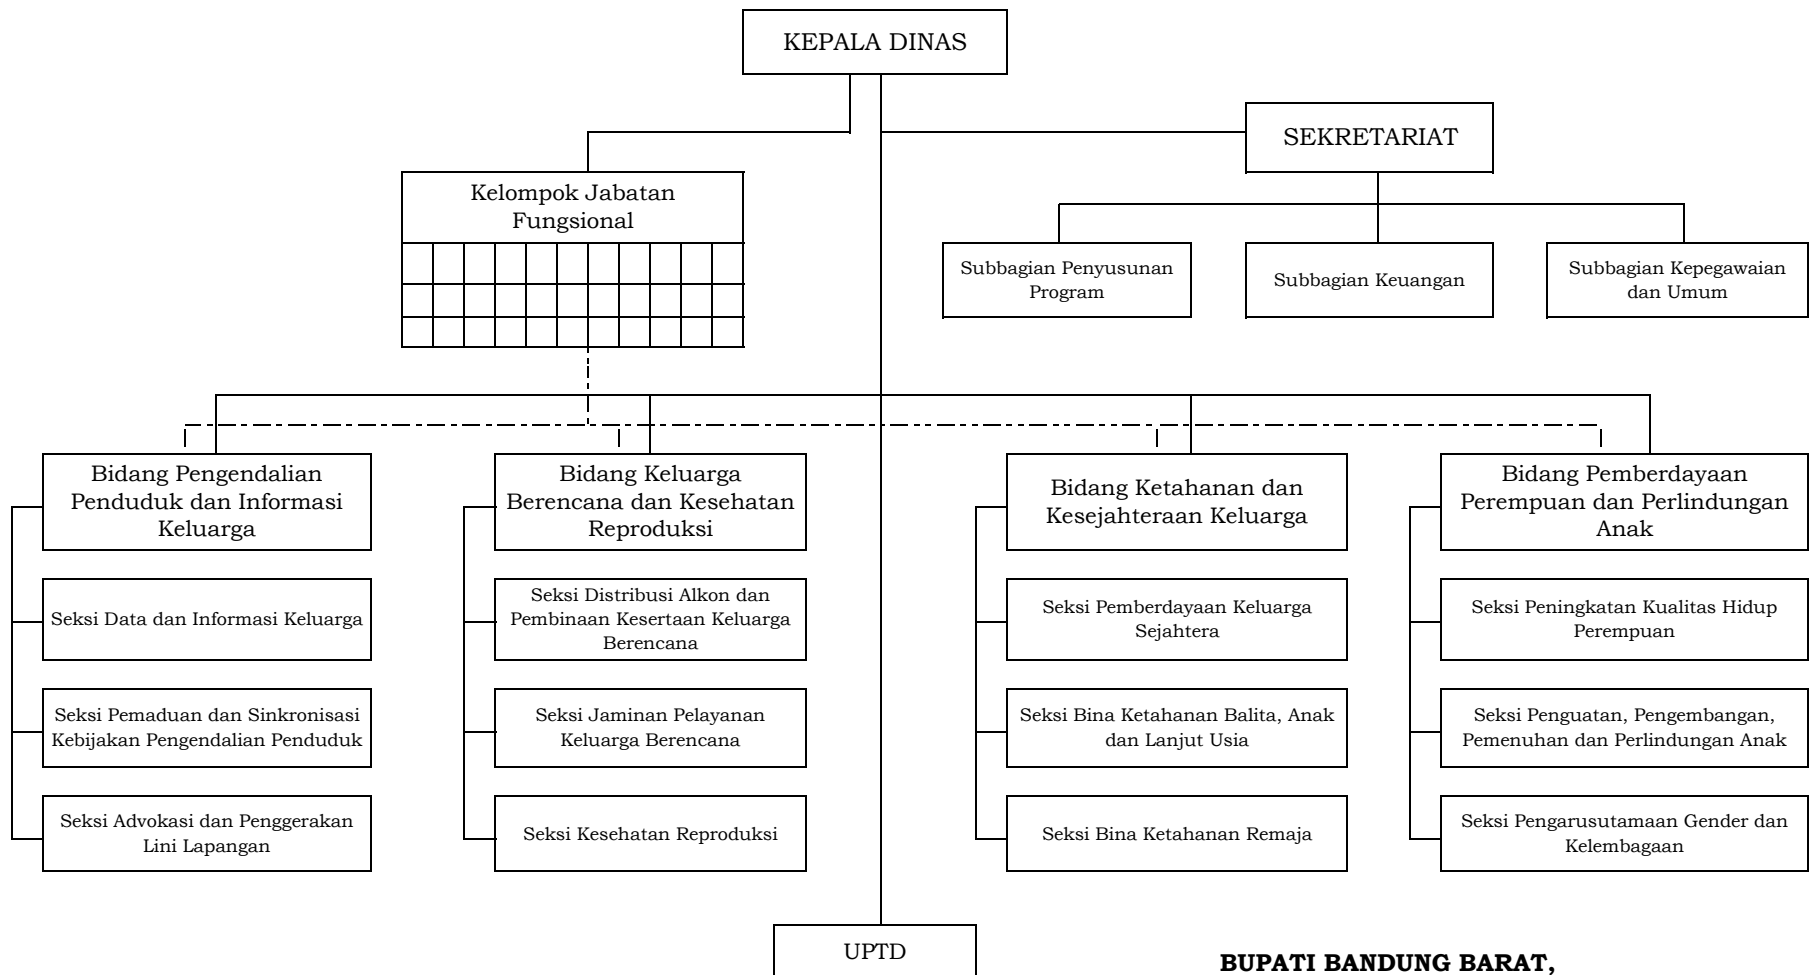 KEPALA DINAS
SEKRETARIAT
Kelompok Jabatan
Fungsional
Subbagian Penyusunan
Program
Subbagian Keuangan
Subbagian Kepegawaian
dan Umum
Bidang Pengendalian
Penduduk dan Informasi
Keluarga
Bidang Keluarga
Berencana dan Kesehatan
Reproduksi
Bidang Ketahanan dan
Kesejahteraan Keluarga
Bidang Pemberdayaan
Perempuan dan Perlindungan
Anak
Seksi Data dan Informasi Keluarga
Seksi Distribusi Alkon dan
Pembinaan Kesertaan Keluarga
Berencana
Seksi Pemberdayaan Keluarga
Sejahtera
Seksi Peningkatan Kualitas Hidup
Perempuan
Seksi Pemaduan dan Sinkronisasi
Kebijakan Pengendalian Penduduk
Seksi Jaminan Pelayanan
Keluarga Berencana
Seksi Bina Ketahanan Balita, Anak
dan Lanjut Usia
Seksi Penguatan, Pengembangan,
Pemenuhan dan Perlindungan Anak
Seksi Advokasi dan Penggerakan
Lini Lapangan
Seksi Kesehatan Reproduksi
Seksi Bina Ketahanan Remaja
Seksi Pengarusutamaan Gender dan
Kelembagaan
UPTD
BUPATI BANDUNG BARAT,